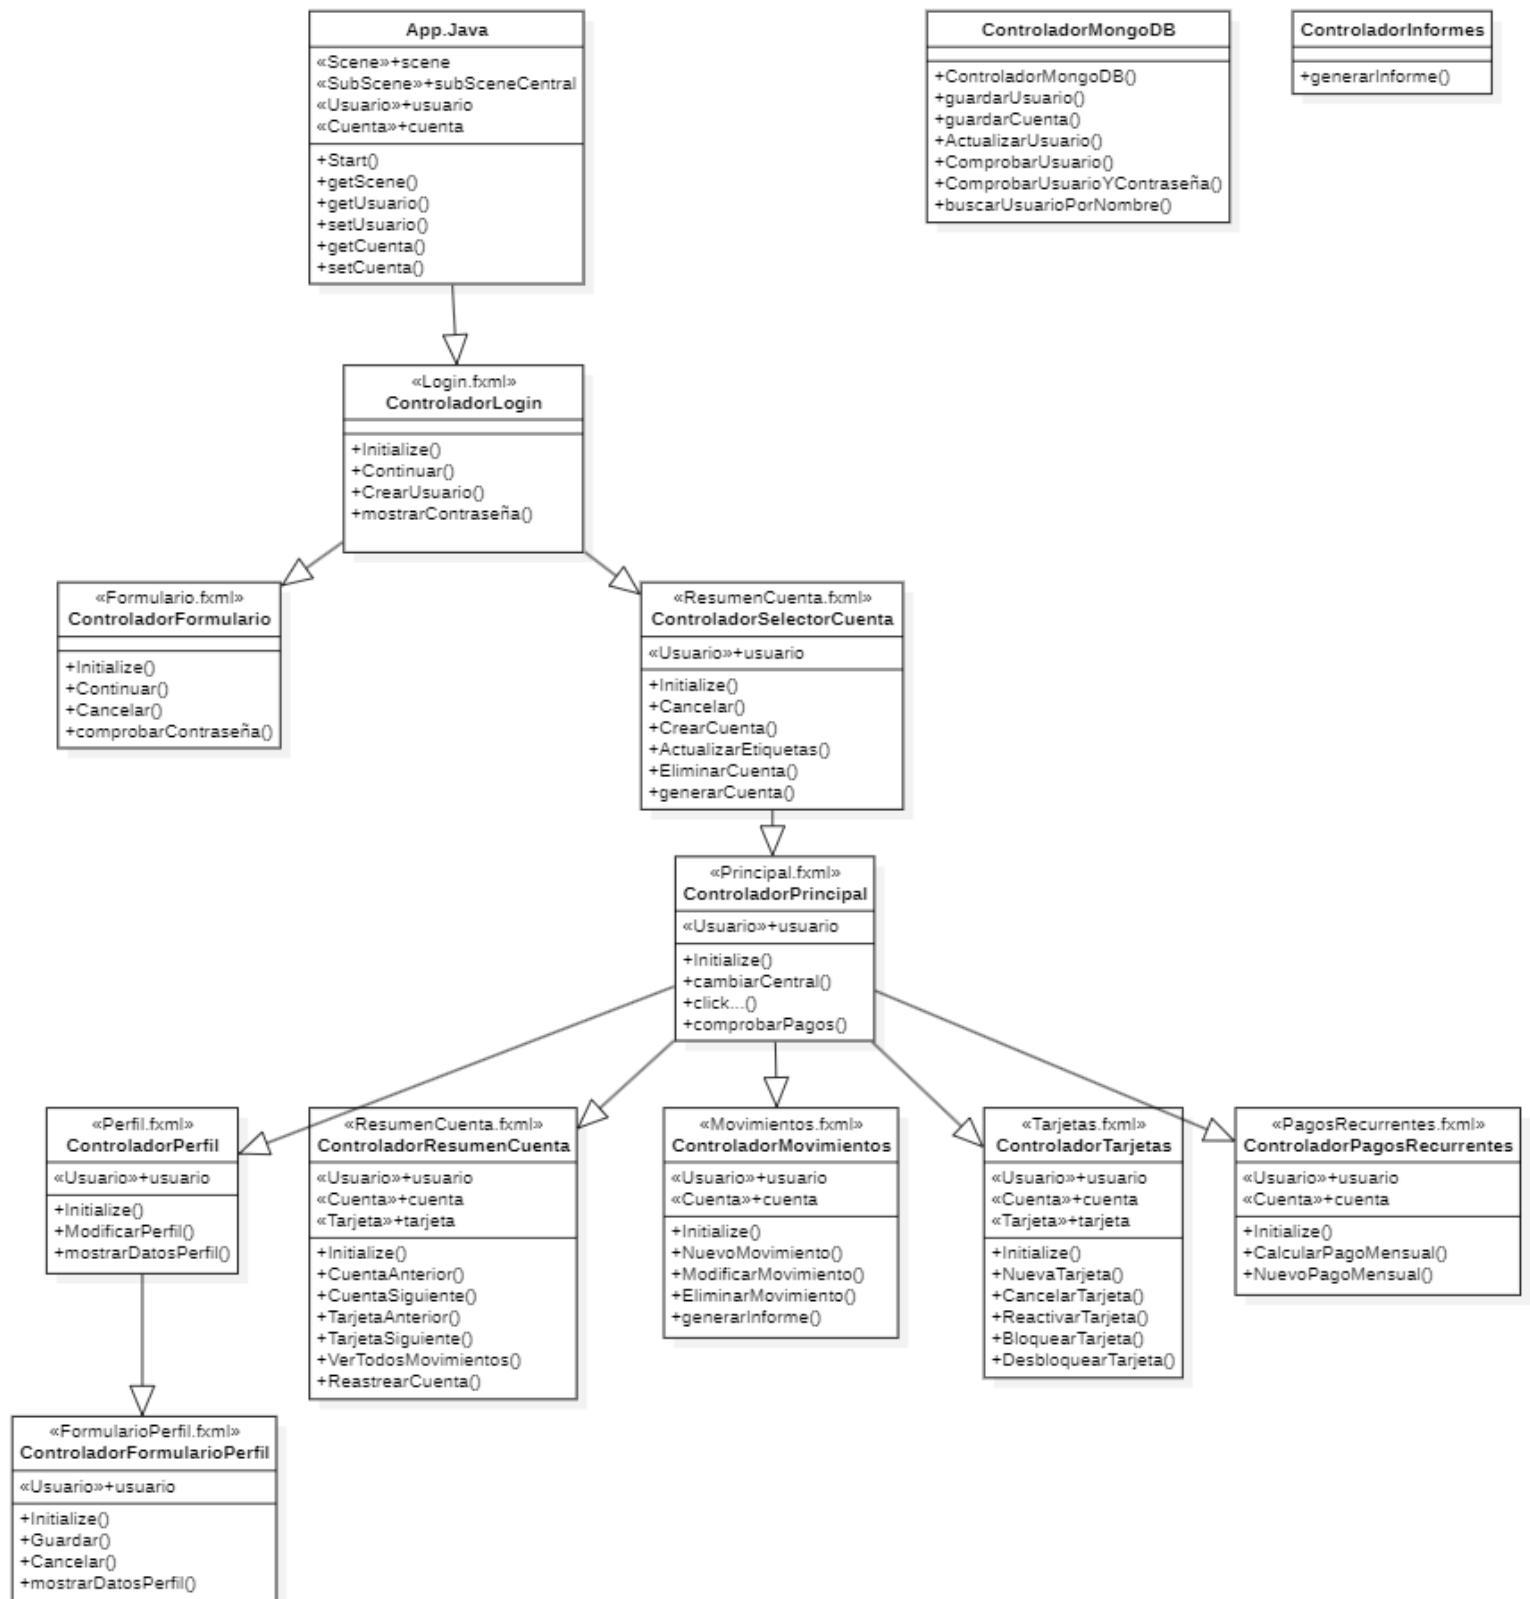 App.Java
«Scene»+scene
«SubScene»+subSceneCentral
«Usuario»+usuario
«Cuenta»+cuenta
+Start()
+getScene()
+getUsuario()
+setUsuario()
+getCuenta()
+setCuenta()
ControladorMongoDB
+ControladorMongoDB()
+guardarUsuario()
+guardarCuenta()
+ActualizarUsuario()
+ComprobarUsuario()
+ComprobarUsuarioYContraseña()
+buscarUsuarioPorNombre()
ControladorInformes
+generarInforme()
«Login.fxml»
ControladorLogin
+Initialize()
+Continuar()
+CrearUsuario()
+mostrarContraseña()
«Formulario.fxml»
ControladorFormulario
+Initialize()
+Continuar()
+Cancelar()
+comprobarContraseña()
«ResumenCuenta.fxml»
ControladorSelectorCuenta
«Usuario»+usuario
+Initialize()
+Cancelar()
+CrearCuenta()
+ActualizarEtiquetas()
+EliminarCuenta()
+generarCuenta()
«Principal.fxml»
ControladorPrincipal
«Usuario»+usuario
+Initialize()
+cambiarCentral()
+click...()
+comprobarPagos()
«Perfil.fxml»
ControladorPerfil
«Usuario»+usuario
+Initialize()
+ModificarPerfil()
+mostrarDatosPerfil()
«ResumenCuenta.fxml»
ControladorResumenCuenta
«Usuario»+usuario
«Cuenta»+cuenta
«Tarjeta»+tarjeta
+Initialize()
+CuentaAnterior()
+CuentaSiguiente()
+TarjetaAnterior()
+TarjetaSiguiente()
+VerTodosMovimientos()
+ReastrearCuenta()
«Movimientos.fxml»
ControladorMovimientos
«Usuario»+usuario
«Cuenta»+cuenta
+Initialize()
+NuevoMovimiento()
+ModificarMovimiento()
+EliminarMovimiento()
+generarInforme()
«Tarjetas.fxml»
ControladorTarjetas
«Usuario»+usuario
«Cuenta»+cuenta
«Tarjeta»+tarjeta
+Initialize()
+NuevaTarjeta()
+CancelarTarjeta()
+ReactivarTarjeta()
+BloquearTarjeta()
+DesbloquearTarjeta()
«PagosRecurrentes.fxml»
ControladorPagosRecurrentes
«Usuario»+usuario
«Cuenta»+cuenta
+Initialize()
+CalcularPagoMensual()
+NuevoPagoMensual()
«FormularioPerfil.fxml»
ControladorFormularioPerfil
«Usuario»+usuario
+Initialize()
+Guardar()
+Cancelar()
+mostrarDatosPerfil()